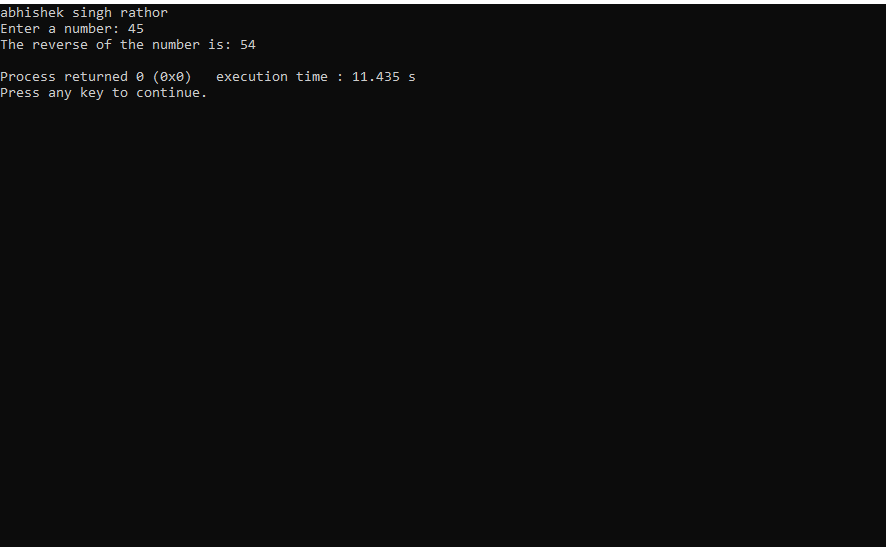 abhishek singh rathor
Enter a number: 45
The reverse of the number is: 54
Process returned 0 (0x0)   execution time : 11.435 s
Press any key to continue.